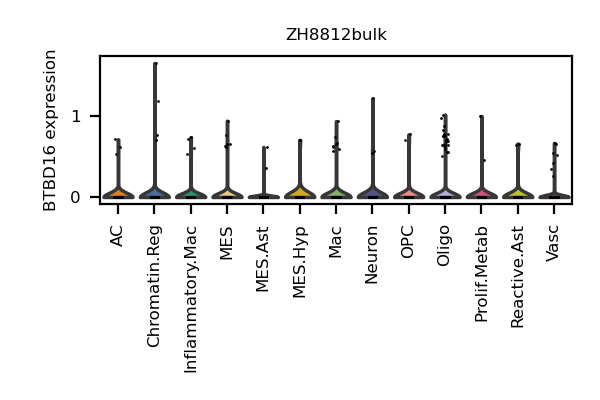 ZH8812bulk
BTBD16 expression
1
0
AC
Chromatin.Reg
Inflammatory.Mac
MES
MES.Ast
MES.Hyp
Mac
Neuron
OPC
Oligo
Prolif.Metab
Reactive.Ast
Vasc